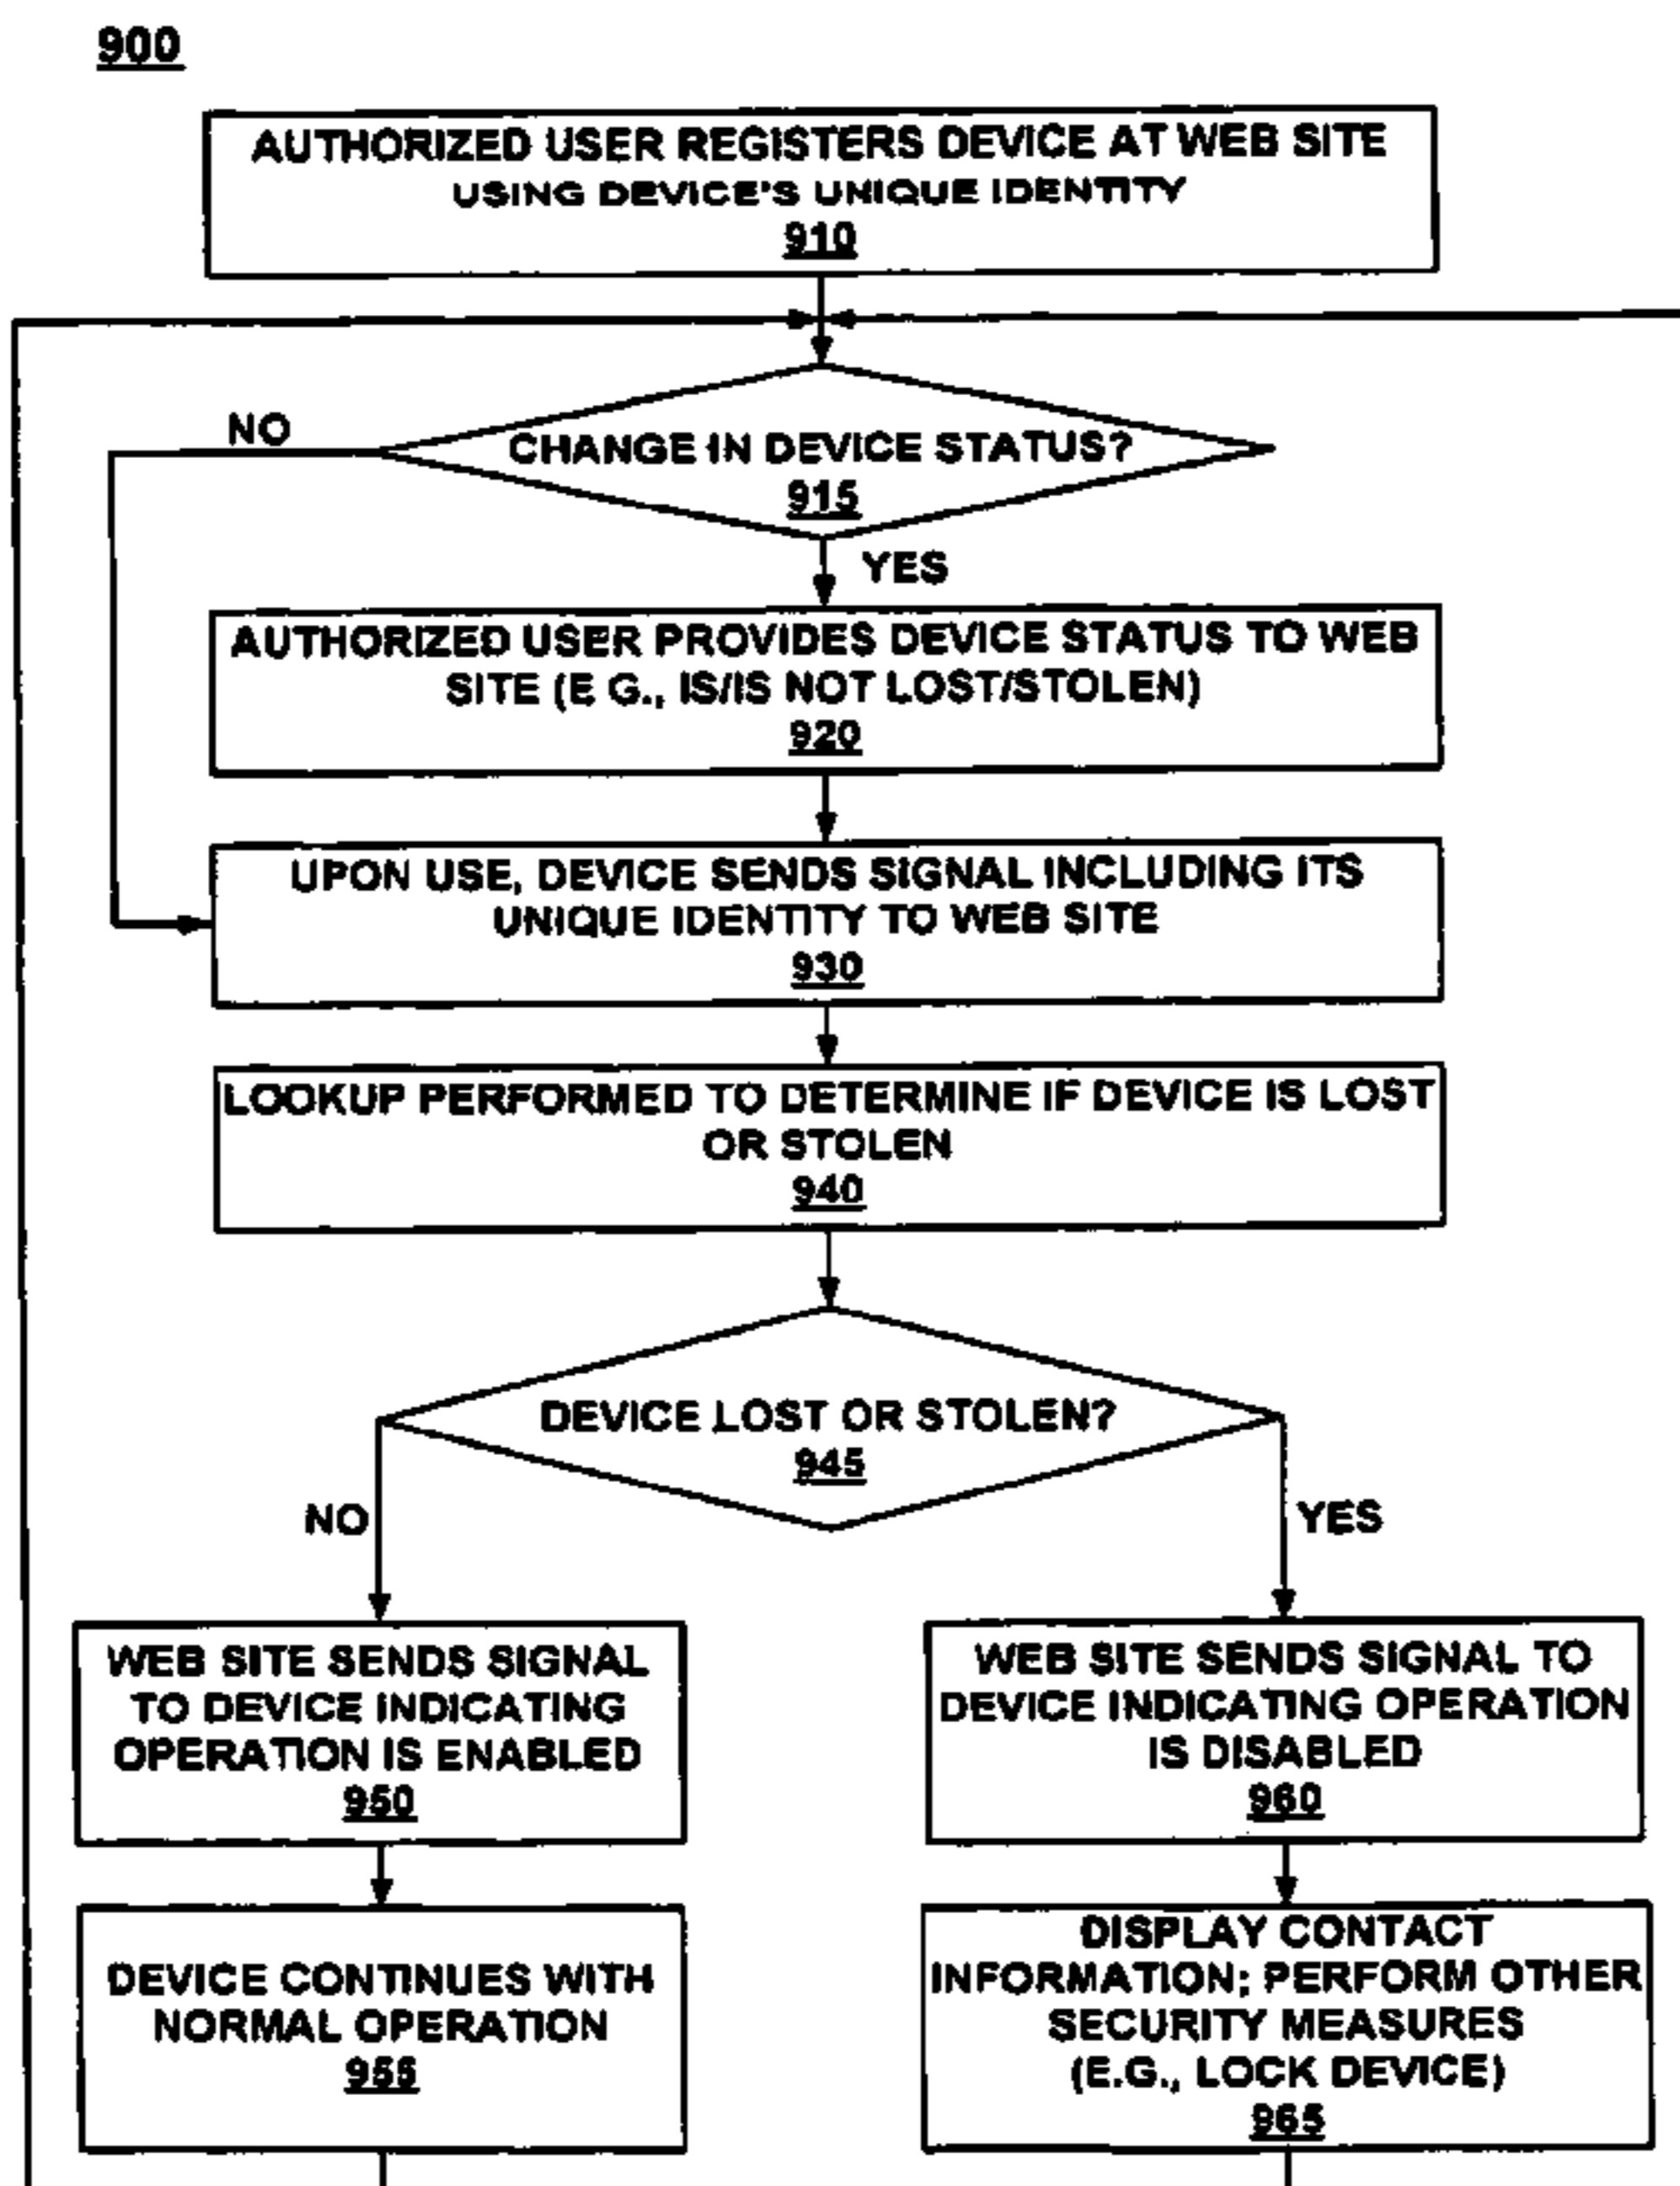 900
AUTHORIZED USER REGISTERS DEVICE AT WEB SITE
USING DEVICE'S UNIQUE IDENTITY
910
NO
CHANGE IN DEVICE STATUS?
915
YES
AUTHORIZED USER PROVIDES DEVICE STATUS TO WEB
SITE (E G., IS/IS NOT LOST/STOLEN)
920
UPON USE, DEVICE SENDS SIGNAL INCLUDING ITS
UNIQUE IDENTITY TO WEB SITE
930
LOOKUP PERFORMED TO DETERMINE IF DEVICE IS LOST
OR STOLEN
940
DEVICE LOST OR STOLEN?
945
NO
YES
WEB SITE SENDS SIGNAL
TO DEVICE INDICATING
OPERATION IS ENABLED
950
WEB SITE SENDS SIGNAL TO
DEVICE INDICATING OPERATION
IS DISABLED
960
DEVICE CONTINUES WITH
NORMAL OPERATION
955
DISPLAY CONTACT
INFORMATION; PERFORM OTHER
SECURITY MEASURES
(E.G., LOCK DEVICE)
965